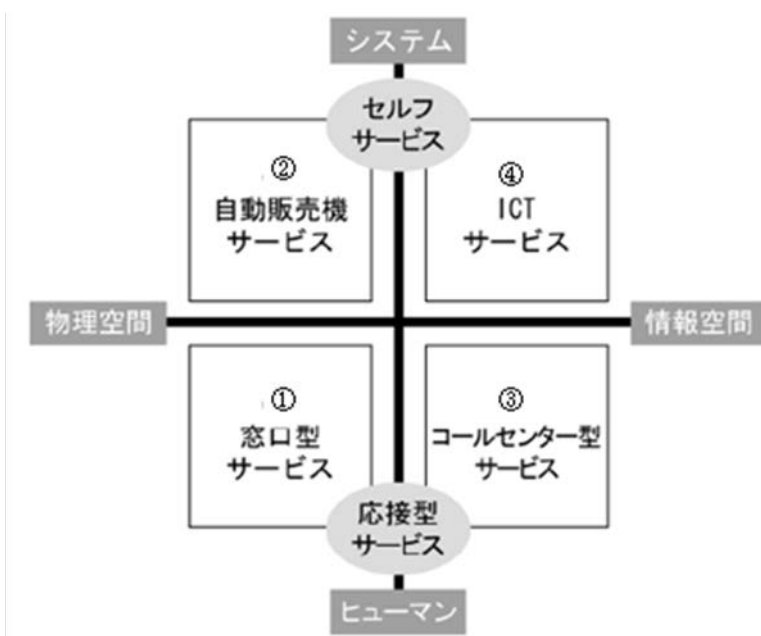 システム
セルフ
サービス
②
自動販売機
サービス
④
ICT
サービス
物理空間
情報空間
①
窓口型
サービス
③
コールセンター型
サービス
応接型
サービス
ヒューマン